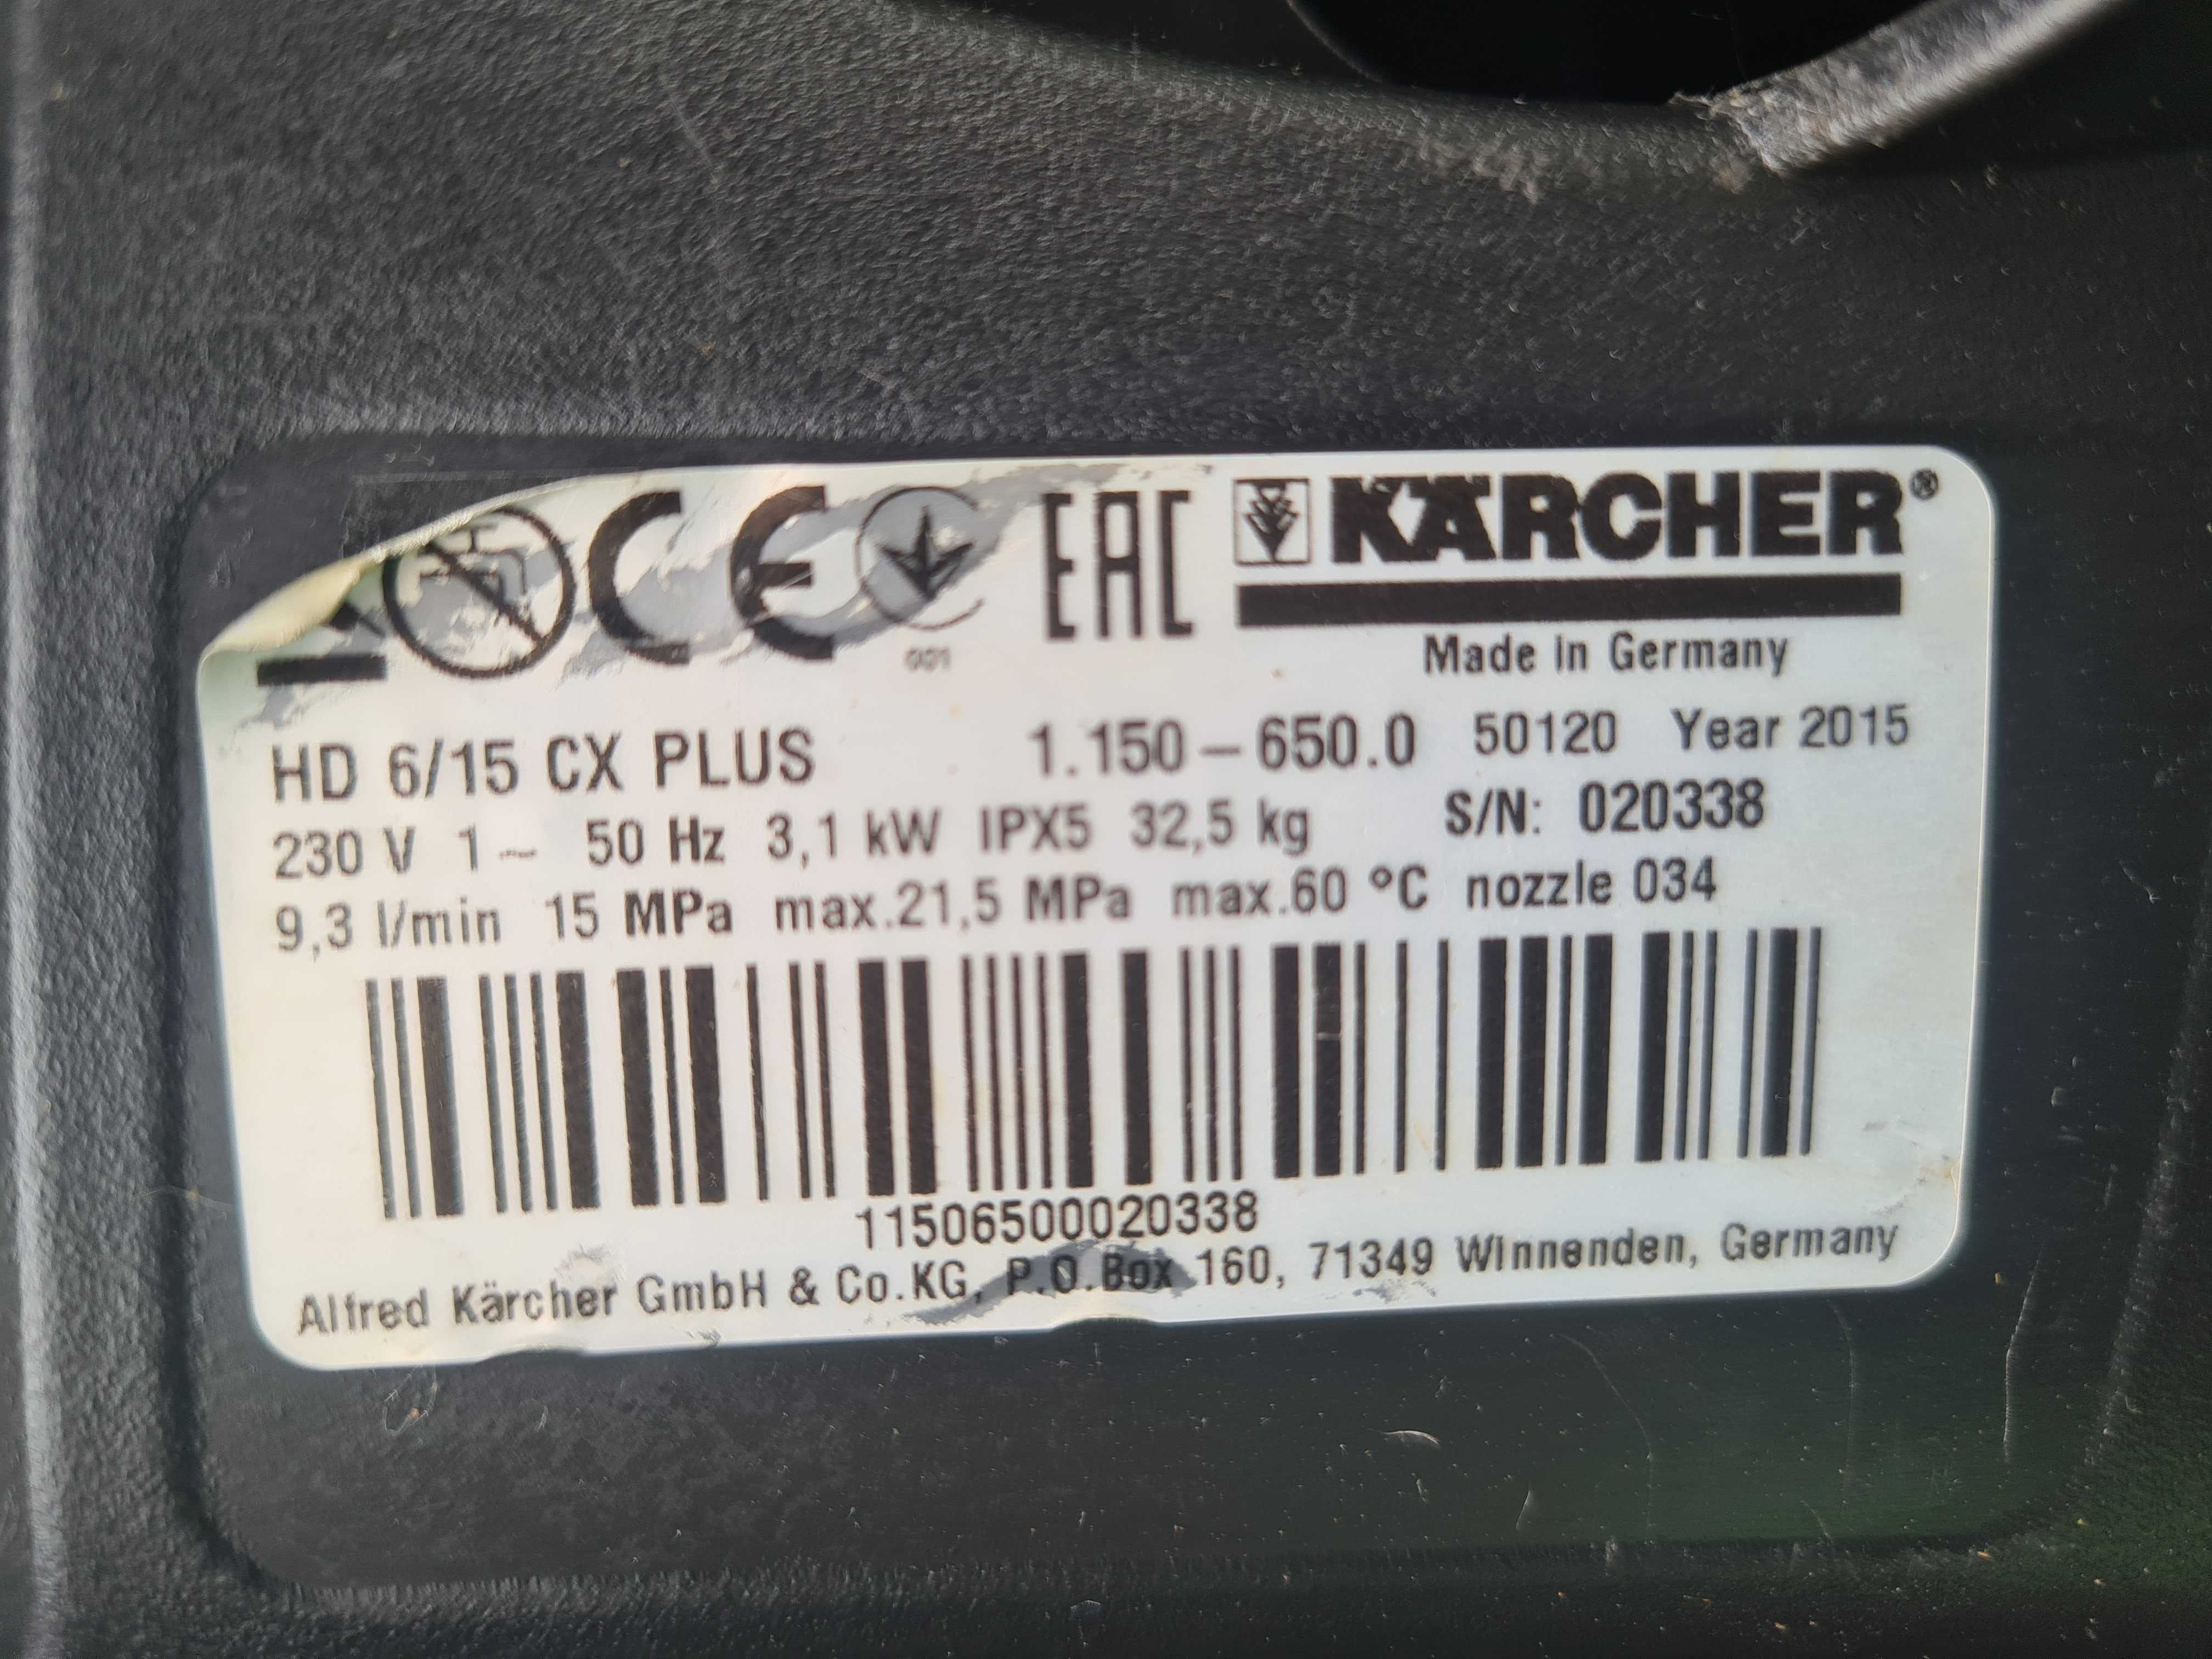 CE 001 EAC KÄRCHER®
Made in Germany
HD 6/15 CX PLUS 1.150-650.0 50120 Year 2015
230 V 1~ 50 Hz 3,1 kW IPX5 32,5 kg S/N: 020338
9,3 l/min 15 MPa max.21,5 MPa max.60 °C nozzle 034
11506500020338
Alfred Kärcher GmbH & Co.KG, P.O.Box 160, 71349 Winnenden, Germany